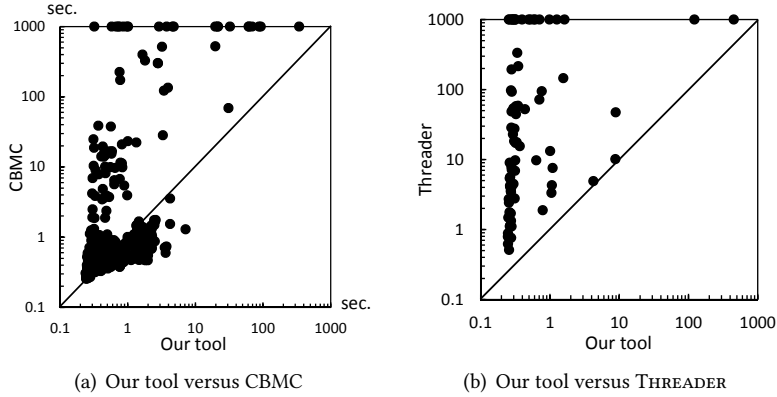 sec.
1000
100
10
1
0.1
CBMC
0.1 1 10 100 1000
sec.
Our tool
(a) Our tool versus CBMC
1000
100
10
1
0.1
Threader
0.1 1 10 100 1000
Our tool
(b) Our tool versus THREADER